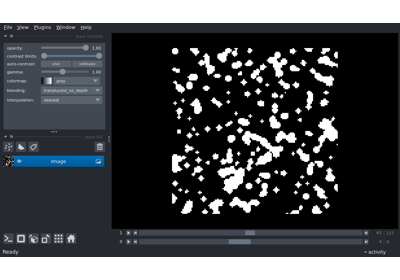 File View Plugins Window Help
opacity: 1.00
contrast limits:
auto-contrast: once continuous
gamma: 1.00
colormap: gray
blending: translucent_no_depth
interpolation: nearest
Image
1
0
Ready
activity